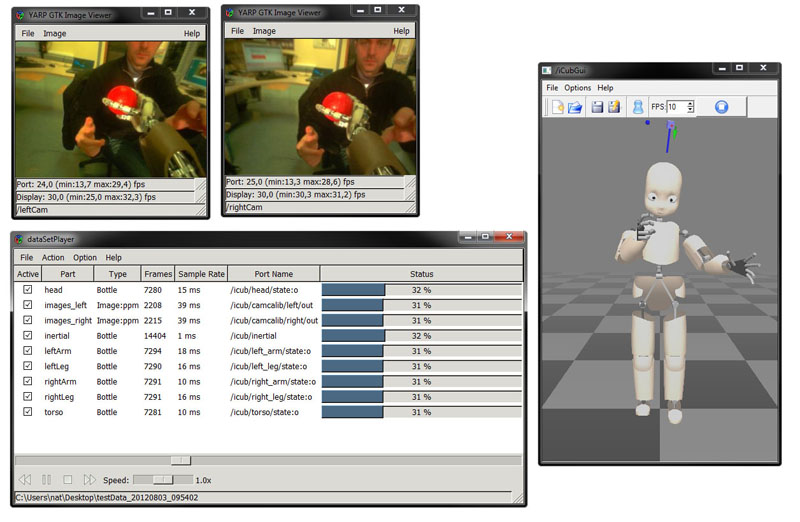 YARP GTK Image Viewer
File Image Help
Port: 24,0 (min:13,7 max:29,4) fps
Display: 30,0 (min:25,0 max:32,3) fps
/leftCam
YARP GTK Image Viewer
File Image Help
Port: 25,0 (min:13,3 max:28,6) fps
Display: 30,0 (min:30,3 max:31,2) fps
/rightCam
/iCubGui
File Options Help
FPS: 10
dataSetPlayer
File Action Option Help
Active Part Type Frames Sample Rate Port Name Status
head Bottle 7280 15 ms /icub/head/state:o 32 %
images_left Image:ppm 2208 39 ms /icub/camcalib/left/out 31 %
images_right Image:ppm 2215 39 ms /icub/camcalib/right/out 31 %
inertial Bottle 14404 1 ms /icub/inertial 32 %
leftArm Bottle 7294 18 ms /icub/left_arm/state:o 31 %
leftLeg Bottle 7290 16 ms /icub/left_leg/state:o 31 %
rightArm Bottle 7291 10 ms /icub/right_arm/state:o 31 %
rightLeg Bottle 7291 16 ms /icub/right_leg/state:o 31 %
torso Bottle 7281 10 ms /icub/torso/state:o 31 %
Speed: 1.0x
C:\Users\nat\Desktop\testData_20120803_095402